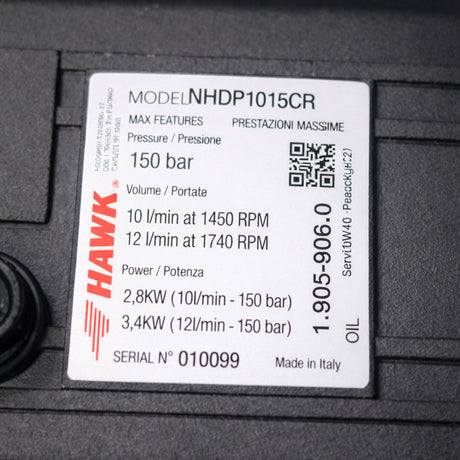 MODEL NHDP1015CR
MAX FEATURES PRESTAZIONI MASSIME
Pressure / Pressione
150 bar
Volume / Portate
10 l/min at 1450 RPM
12 l/min at 1740 RPM
Power / Potenza
2,8KW (10l/min - 150 bar)
3,4KW (12l/min - 150 bar)
SERIAL N° 010099
Made in Italy
HAWK®
1.905-906.0
OIL